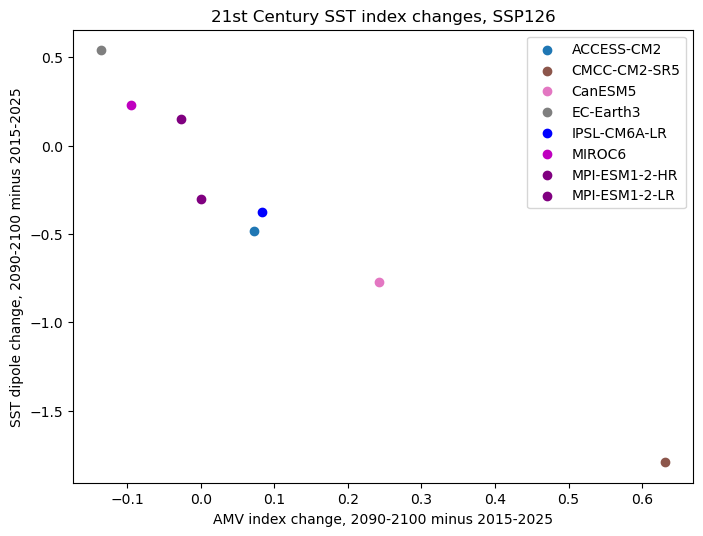 21st Century SST index changes, SSP126
SST dipole change, 2090-2100 minus 2015-2025
0.5
0.0
−0.5
−1.0
−1.5
ACCESS-CM2
CMCC-CM2-SR5
CanESM5
EC-Earth3
IPSL-CM6A-LR
MIROC6
MPI-ESM1-2-HR
MPI-ESM1-2-LR
−0.1 0.0 0.1 0.2 0.3 0.4 0.5 0.6
AMV index change, 2090-2100 minus 2015-2025